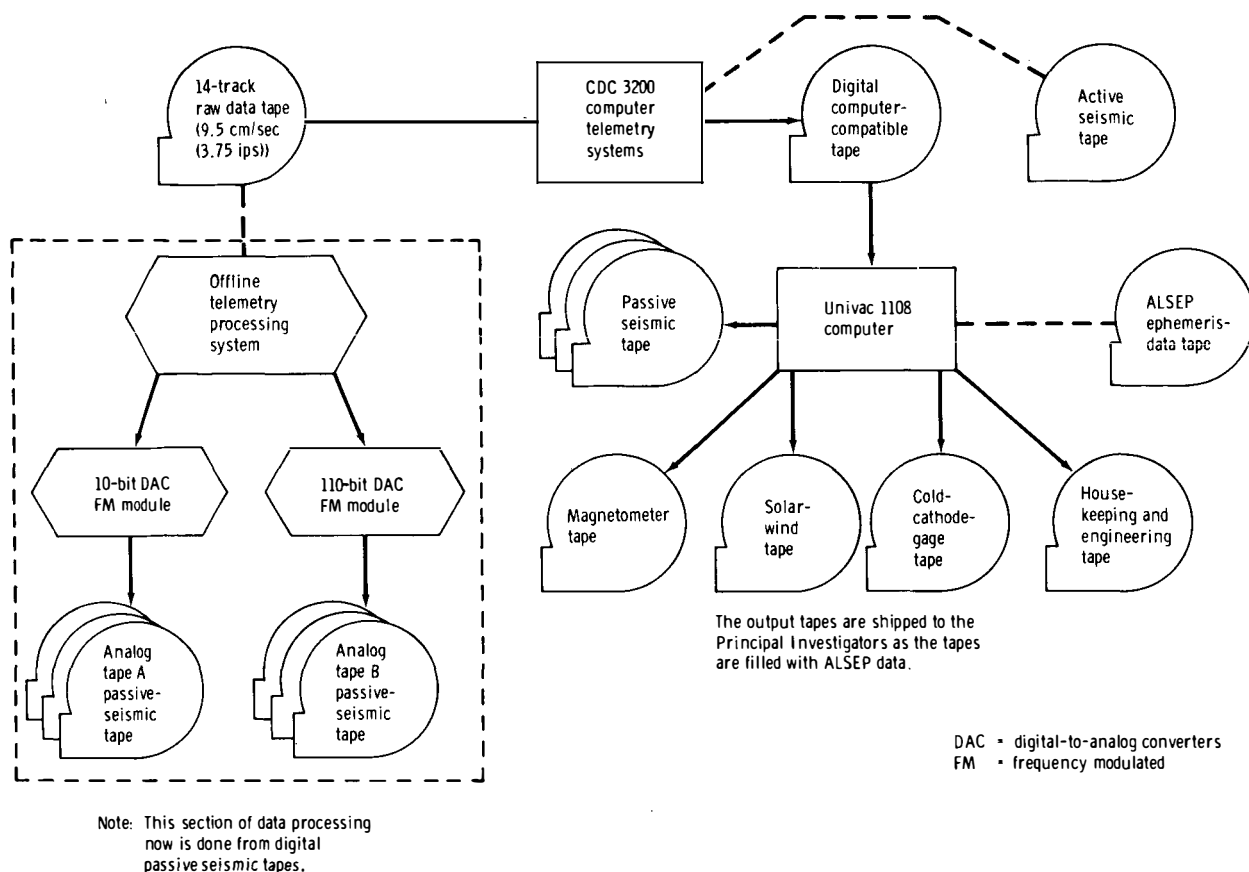 14-track
raw data tape
(9.5 cm/sec
(3.75 ips))
CDC 3200
computer
telemetry
systems
Digital
computer-
compatible
tape
Active
seismic
tape
Offline
telemetry
processing
system
Passive
seismic
tape
Univac 1108
computer
ALSEP
ephemeris-
data tape
10-bit DAC
FM module
110-bit DAC
FM module
Magnetometer
tape
Solar-
wind
tape
Cold-
cathode-
gage
tape
House-
keeping and
engineering
tape
Analog
tape A
passive-
seismic
tape
Analog
tape B
passive-
seismic
tape
The output tapes are shipped to the
Principal Investigators as the tapes
are filled with ALSEP data.
DAC = digital-to-analog converters
FM = frequency modulated
Note: This section of data processing
now is done from digital
passive seismic tapes.